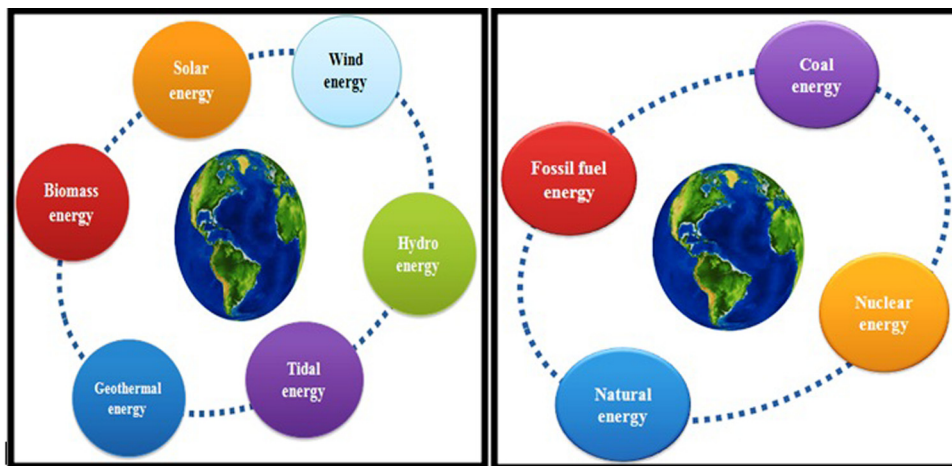 Solar
energy
Wind
energy
Biomass
energy
Hydro
energy
Geothermal
energy
Tidal
energy
Coal
energy
Fossil fuel
energy
Nuclear
energy
Natural
energy